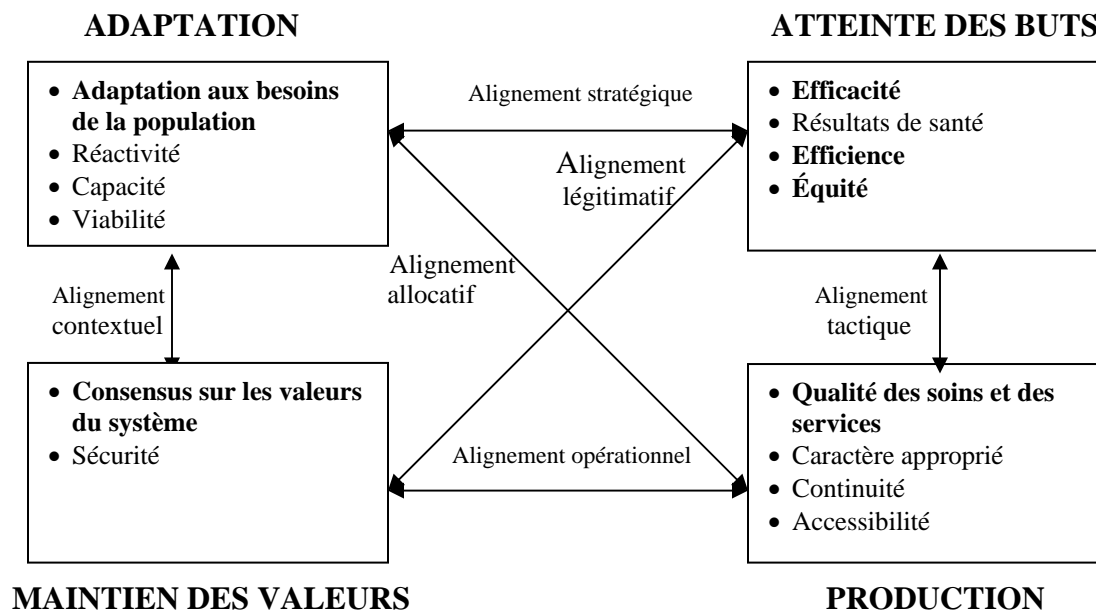 ADAPTATION
ATTEINTE DES BUTS
• Adaptation aux besoins
de la population
• Réactivité
• Capacité
• Viabilité
Alignement stratégique
• Efficacité
• Résultats de santé
• Efficience
• Équité
Alignement
légitimatif
Alignement
allocatif
Alignement
contextuel
Alignement
tactique
• Consensus sur les valeurs
du système
• Sécurité
Alignement opérationnel
• Qualité des soins et des
services
• Caractère approprié
• Continuité
• Accessibilité
MAINTIEN DES VALEURS
PRODUCTION